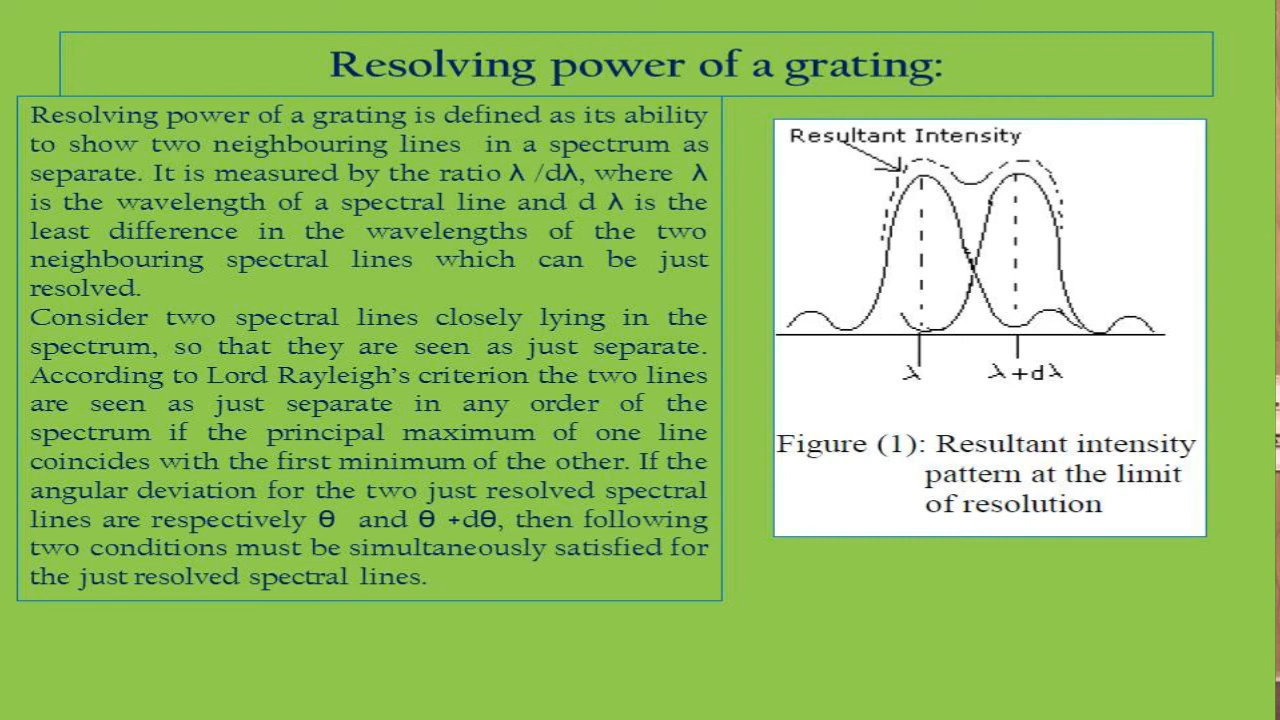 Resolving power of a grating:
Resolving power of a grating is defined as its ability
to show two neighbouring lines in a spectrum as
separate. It is measured by the ratio λ /dλ, where λ
is the wavelength of a spectral line and d λ is the
least difference in the wavelengths of the two
neighbouring spectral lines which can be just
resolved.
Consider two spectral lines closely lying in the
spectrum, so that they are seen as just separate.
According to Lord Rayleigh's criterion the two lines
are seen as just separate in any order of the
spectrum if the principal maximum of one line
coincides with the first minimum of the other. If the
angular deviation for the two just resolved spectral
lines are respectively θ and θ +dθ, then following
two conditions must be simultaneously satisfied for
the just resolved spectral lines.
Resultant Intensity
λ λ+dλ
Figure (1): Resultant intensity
pattern at the limit
of resolution